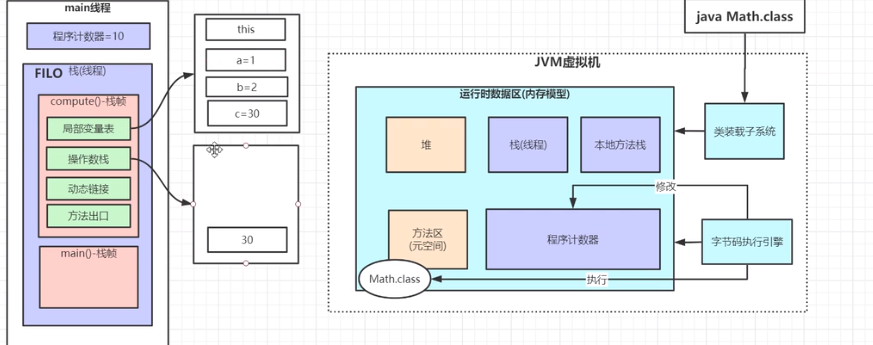 main线程
程序计数器=10
FILO 栈(线程)
compute()-栈帧
局部变量表
操作数栈
动态链接
方法出口
main()-栈帧
this
a=1
b=2
c=30
30
java Math.class
JVM虚拟机
运行时数据区(内存模型)
堆
栈(线程)
本地方法栈
类装载子系统
修改
方法区
(元空间)
程序计数器
字节码执行引擎
Math.class
执行